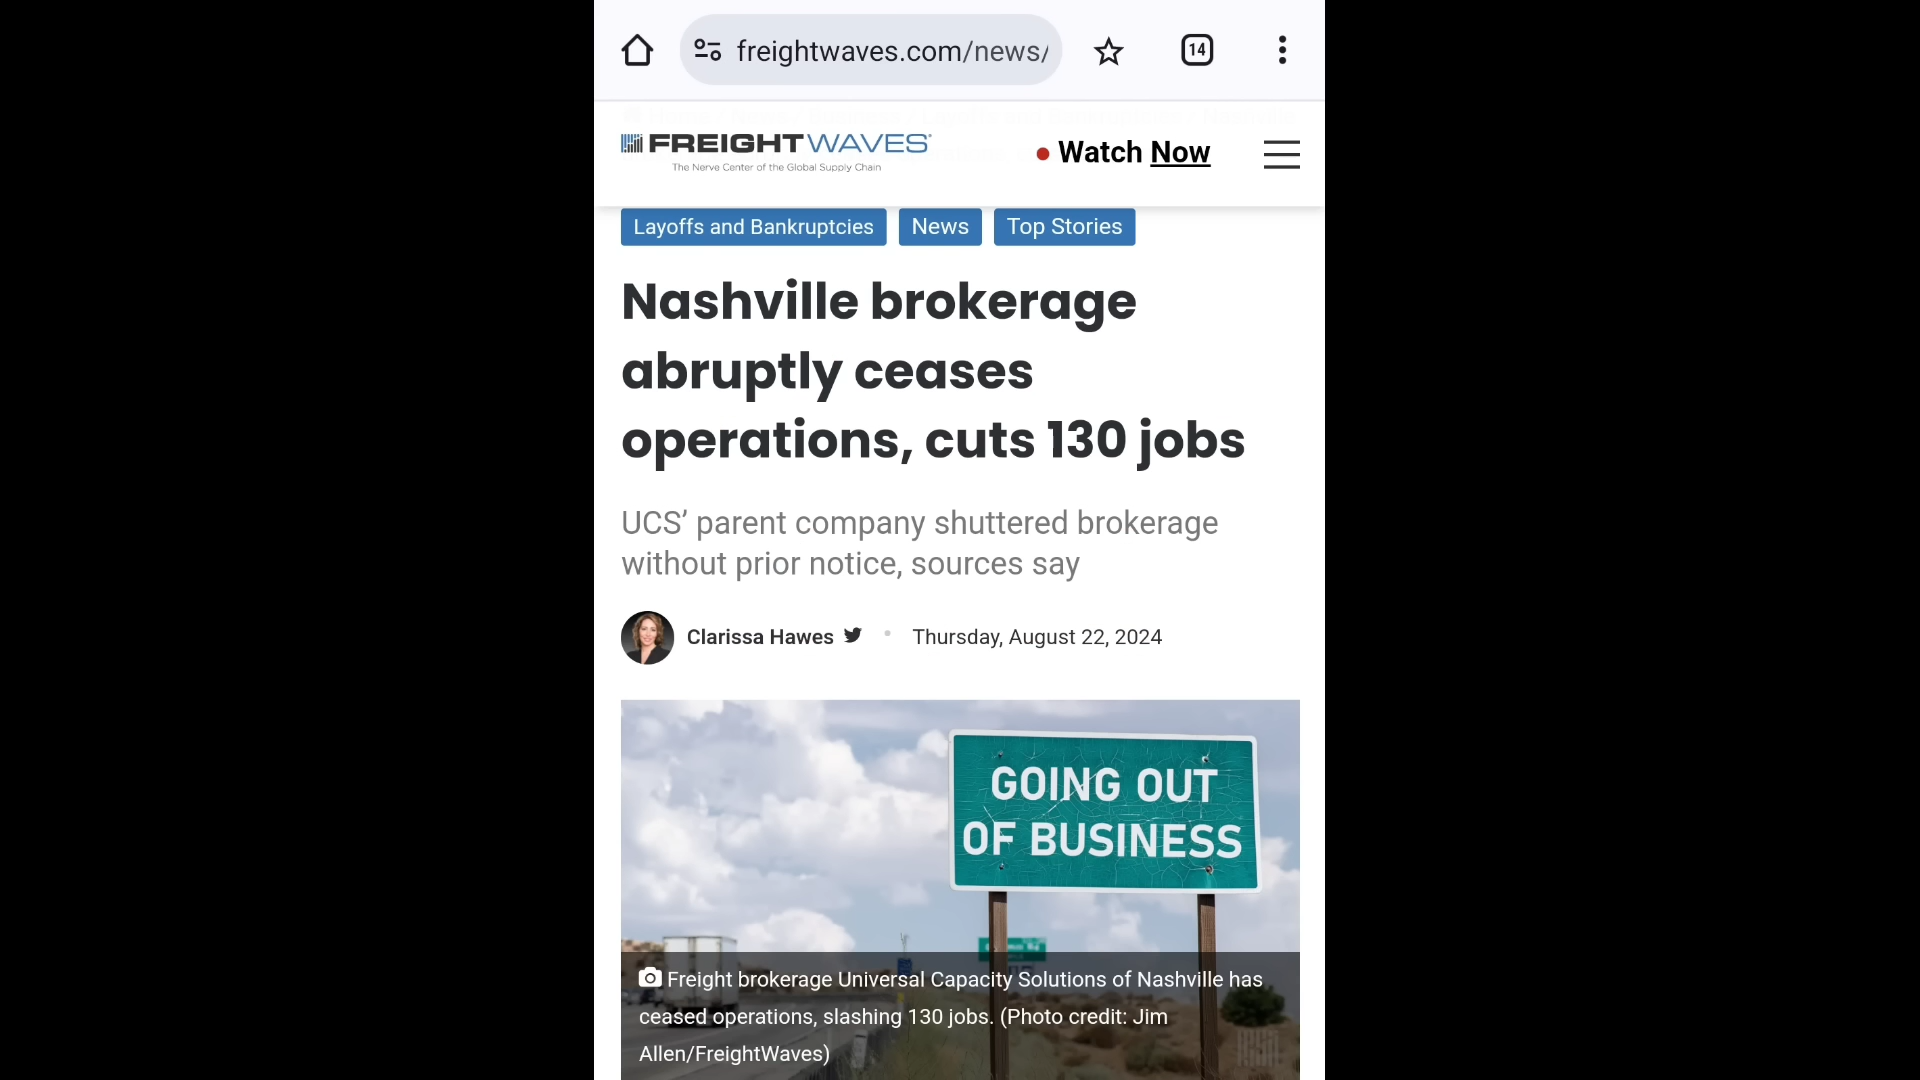 freightwaves.com/news/
14
FREIGHTWAVES
The Nerve Center of the Global Supply Chain
Watch Now
Layoffs and Bankruptcies
News
Top Stories
Nashville brokerage
abruptly ceases
operations, cuts 130 jobs
UCS’ parent company shuttered brokerage
without prior notice, sources say
Clarissa Hawes
Thursday, August 22, 2024
GOING OUT
OF BUSINESS
Freight brokerage Universal Capacity Solutions of Nashville has
ceased operations, slashing 130 jobs. (Photo credit: Jim
Allen/FreightWaves)